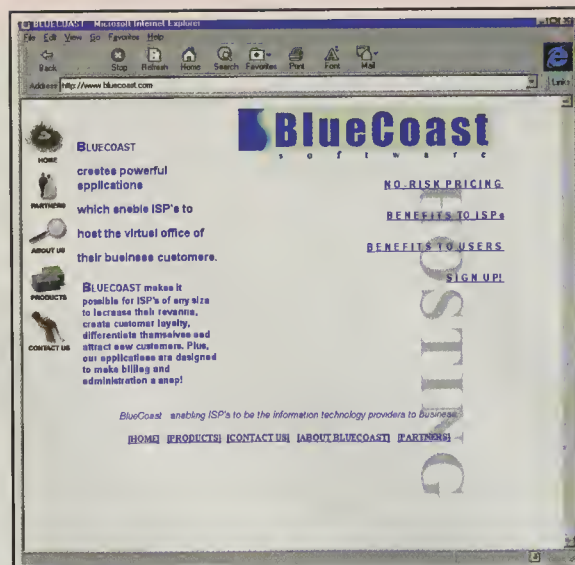 BLUECOAST Microsoft Internet Explorer
File Edit View Go Favorites Help
Back Stop Refresh Home Search Favorites Print Font Mail
Address http://www.bluecoast.com Links
BlueCoast
software
HOME
PARTNERS
ABOUT US
PRODUCTS
CONTACT US
BLUECOAST
creates powerful
applications
which enable ISP's to
host the virtual office of
their business customers.
BLUECOAST makes it
possible for ISP's of any size
to increase their revenue,
create customer loyalty,
differentiate themselves and
attract new customers. Plus,
our applications are designed
to make billing and
administration a snap!
NO-RISK PRICING
BENEFITS TO ISPs
BENEFITS TO USERS
SIGN UP!
HOSTING
BlueCoast enabling ISP's to be the information technology providers to Business.
[HOME] [PRODUCTS] [CONTACT US] [ABOUT BLUECOAST] [PARTNERS]